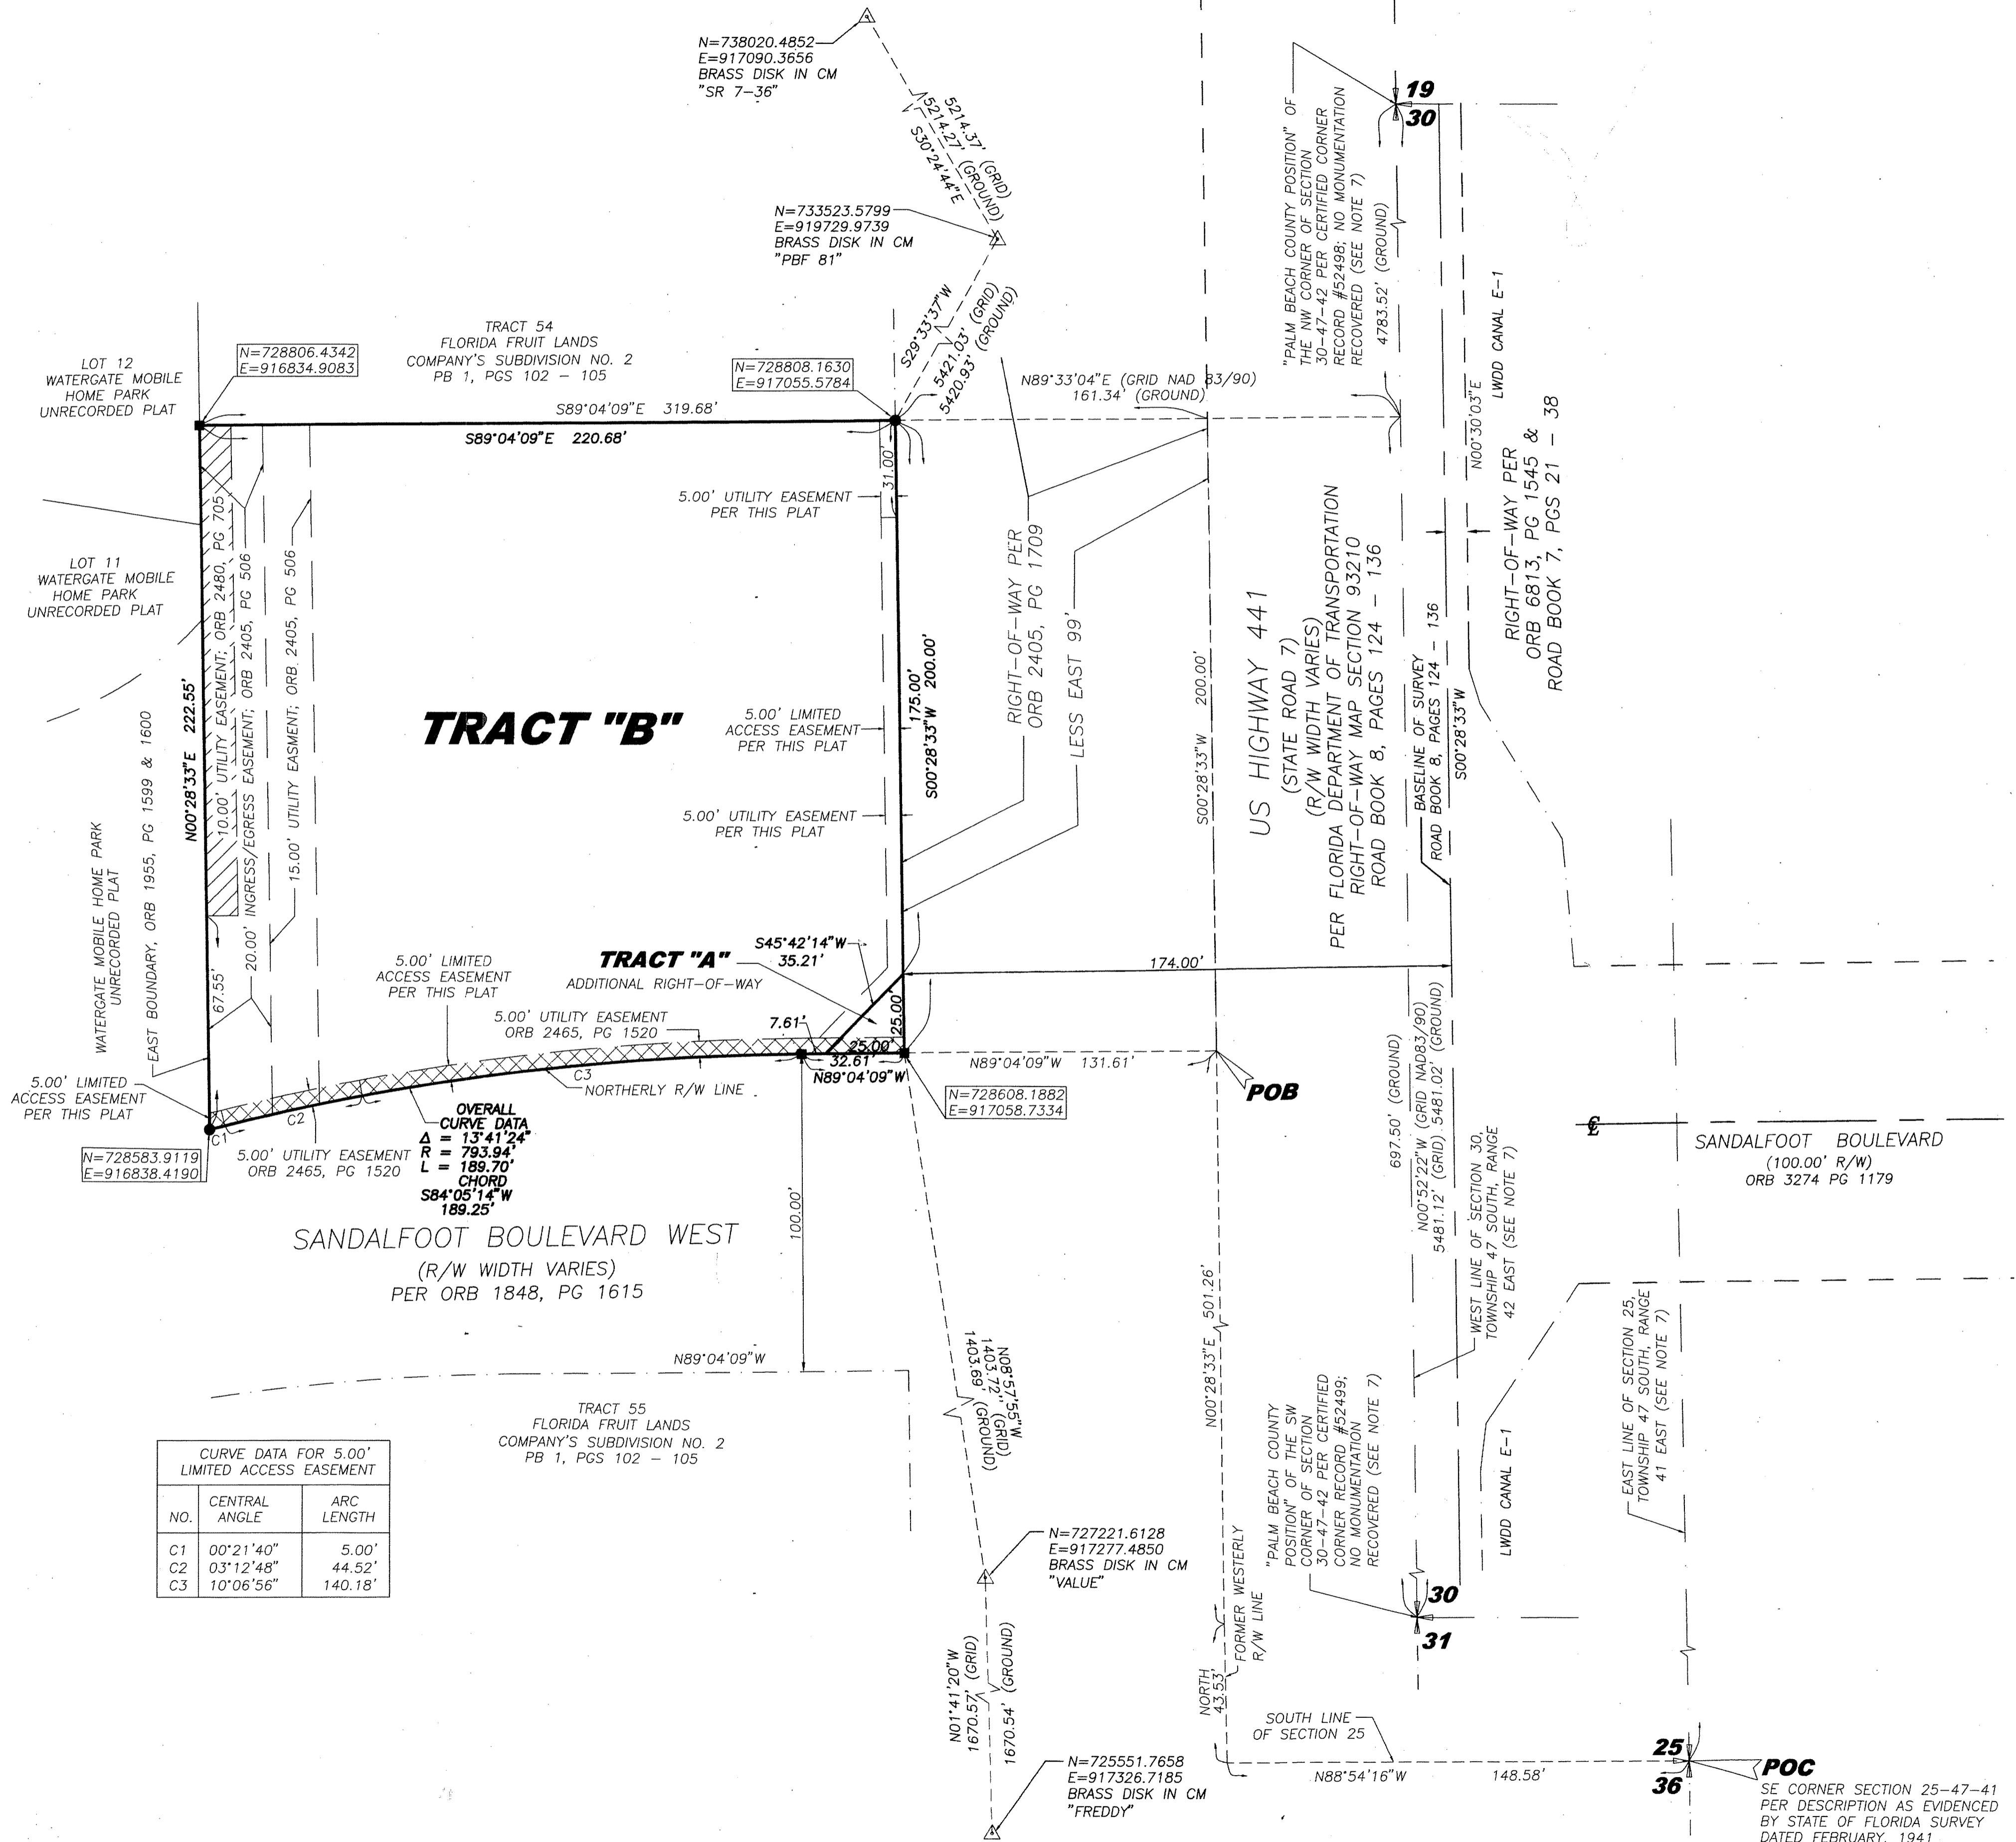 N=738020.4852
E=917090.3656
BRASS DISK IN CM
"SR 7-36"
5214.37' (GRID)
5214.27' (GROUND)
S30°24'44"E
N=733523.5799
E=919729.9739
BRASS DISK IN CM
"PBF 81"
S29°33'37"W
5421.03' (GRID)
5420.93' (GROUND)
"PALM BEACH COUNTY POSITION" OF
THE NW CORNER OF SECTION
30-47-42 PER CERTIFIED CORNER
RECORD #52498; NO MONUMENTATION
RECOVERED (SEE NOTE 7)
4783.52' (GROUND)
19
30
LWDD CANAL E-1
N00°30'03"E
RIGHT-OF-WAY PER
ORB 6813, PG 1545 &
ROAD BOOK 7, PGS 21 - 38
LOT 12
WATERGATE MOBILE
HOME PARK
UNRECORDED PLAT
N=728806.4342
E=916834.9083
TRACT 54
FLORIDA FRUIT LANDS
COMPANY'S SUBDIVISION NO. 2
PB 1, PGS 102 - 105
N=728808.1630
E=917055.5784
N89°33'04"E (GRID NAD 83/90)
161.34' (GROUND)
S89°04'09"E 319.68'
S89°04'09"E 220.68'
31.00'
5.00' UTILITY EASEMENT
PER THIS PLAT
LOT 11
WATERGATE MOBILE
HOME PARK
UNRECORDED PLAT
10.00' UTILITY EASEMENT; ORB 2480, PG 705
20.00' INGRESS/EGRESS EASEMENT; ORB 2405, PG 506
15.00' UTILITY EASMENT; ORB 2405, PG 506
N00°28'33"E 222.55'
EAST BOUNDARY, ORB 1955, PG 1599 & 1600
WATERGATE MOBILE HOME PARK
UNRECORDED PLAT
67.55'
TRACT "B"
5.00' LIMITED
ACCESS EASEMENT
PER THIS PLAT
5.00' UTILITY EASEMENT
PER THIS PLAT
175.00'
S00°28'33"W 200.00'
RIGHT-OF-WAY PER
ORB 2405, PG 1709
LESS EAST 99'
S00°28'33"W 200.00'
US HIGHWAY 441
(STATE ROAD 7)
(R/W WIDTH VARIES)
PER FLORIDA DEPARTMENT OF TRANSPORTATION
RIGHT-OF-WAY MAP SECTION 93210
ROAD BOOK 8, PAGES 124 - 136
BASELINE OF SURVEY
ROAD BOOK 8, PAGES 124 - 136
S00°28'33"W
TRACT "A"
ADDITIONAL RIGHT-OF-WAY
S45°42'14"W
35.21'
174.00'
5.00' LIMITED
ACCESS EASEMENT
PER THIS PLAT
5.00' UTILITY EASEMENT
ORB 2465, PG 1520
7.61'
25.00'
25.00'
32.61'
N89°04'09"W
N89°04'09"W 131.61'
POB
N=728608.1882
E=917058.7334
C3
NORTHERLY R/W LINE
5.00' LIMITED
ACCESS EASEMENT
PER THIS PLAT
C1
C2
N=728583.9119
E=916838.4190
5.00' UTILITY EASEMENT
ORB 2465, PG 1520
OVERALL
CURVE DATA
Δ = 13°41'24"
R = 793.94'
L = 189.70'
CHORD
S84°05'14"W
189.25'
100.00'
SANDALFOOT BOULEVARD WEST
(R/W WIDTH VARIES)
PER ORB 1848, PG 1615
N89°04'09"W
TRACT 55
FLORIDA FRUIT LANDS
COMPANY'S SUBDIVISION NO. 2
PB 1, PGS 102 - 105
697.50' (GROUND)
N00°52'22"W (GRID NAD83/90)
5481.12' (GRID) 5481.02' (GROUND)
WEST LINE OF SECTION 30,
TOWNSHIP 47 SOUTH, RANGE
42 EAST (SEE NOTE 7)
SANDALFOOT BOULEVARD
(100.00' R/W)
ORB 3274 PG 1179
EAST LINE OF SECTION 25,
TOWNSHIP 47 SOUTH, RANGE
41 EAST (SEE NOTE 7)
N00°28'33"E 501.26'
N08°57'55"W
1403.72' (GRID)
1403.69' (GROUND)
"PALM BEACH COUNTY
POSITION" OF THE SW
CORNER OF SECTION
30-47-42 PER CERTIFIED
CORNER RECORD #52499;
NO MONUMENTATION
RECOVERED (SEE NOTE 7)
LWDD CANAL E-1
30
31
CURVE DATA FOR 5.00'
LIMITED ACCESS EASEMENT
NO. CENTRAL ANGLE ARC LENGTH
C1 00°21'40" 5.00'
C2 03°12'48" 44.52'
C3 10°06'56" 140.18'
N=727221.6128
E=917277.4850
BRASS DISK IN CM
"VALUE"
N01°41'20"W
1670.57' (GRID)
1670.54' (GROUND)
FORMER WESTERLY
R/W LINE
NORTH
43.53'
SOUTH LINE
OF SECTION 25
N88°54'16"W 148.58'
N=725551.7658
E=917326.7185
BRASS DISK IN CM
"FREDDY"
25
36
POC
SE CORNER SECTION 25-47-41
PER DESCRIPTION AS EVIDENCED
BY STATE OF FLORIDA SURVEY
DATED FEBRUARY, 1941